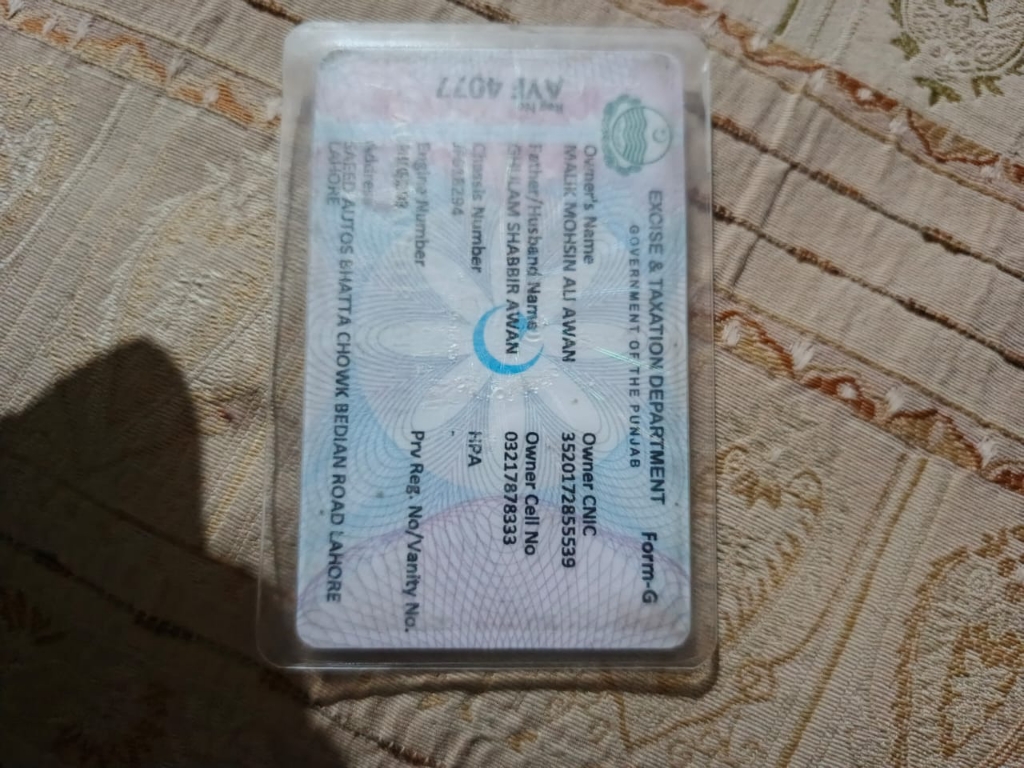 EXCISE & TAXATION DEPARTMENT Form-G
GOVERNMENT OF THE PUNJAB
Reg No
4077
Owner's Name Owner CNIC
MALIK MOHSIN ALI AWAN 3520172855539
Father/Husband Name Owner Cell No
GHULLAM SHABBIR AWAN 03217878333
Chassis Number HPA
-
Engine Number Prv Reg. No/Vanity No.
Address
SAEED AUTOS BHATTA CHOWK BEDIAN ROAD LAHORE
LAHORE